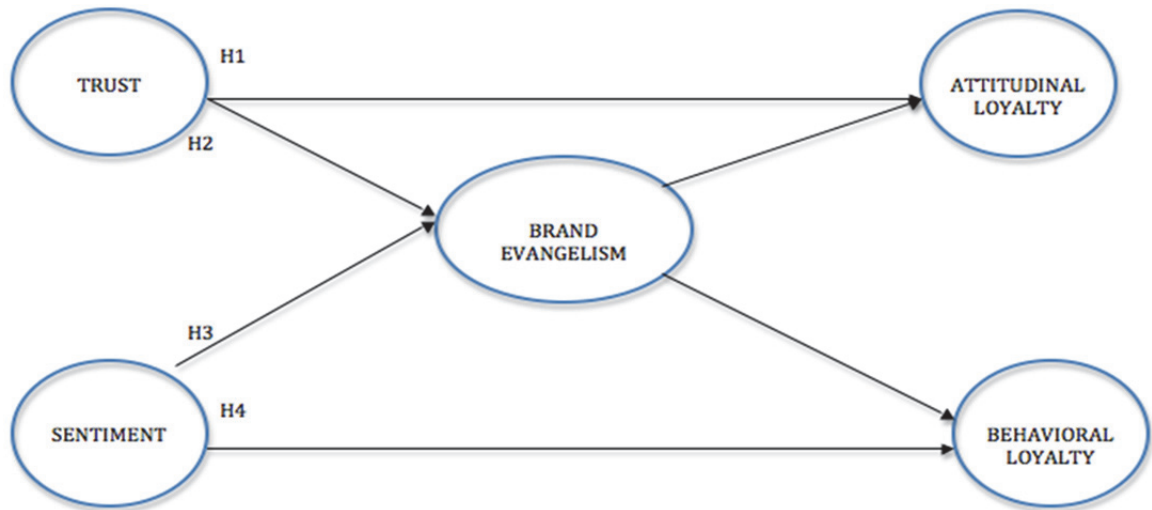 H1
TRUST
ATTITUDINAL
LOYALTY
H2
BRAND
EVANGELISM
H3
H4
SENTIMENT
BEHAVIORAL
LOYALTY